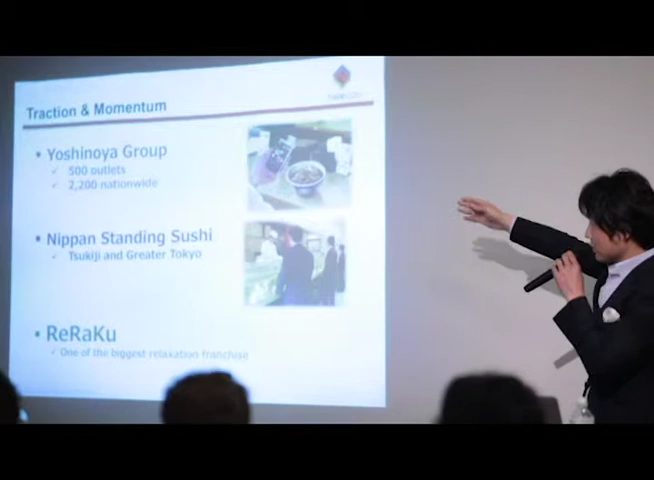 Traction & Momentum
• Yoshinoya Group
✓ 500 outlets
✓ 2,200 nationwide
• Nippan Standing Sushi
✓ Tsukiji and Greater Tokyo
• ReRaKu
✓ One of the biggest relaxation franchise